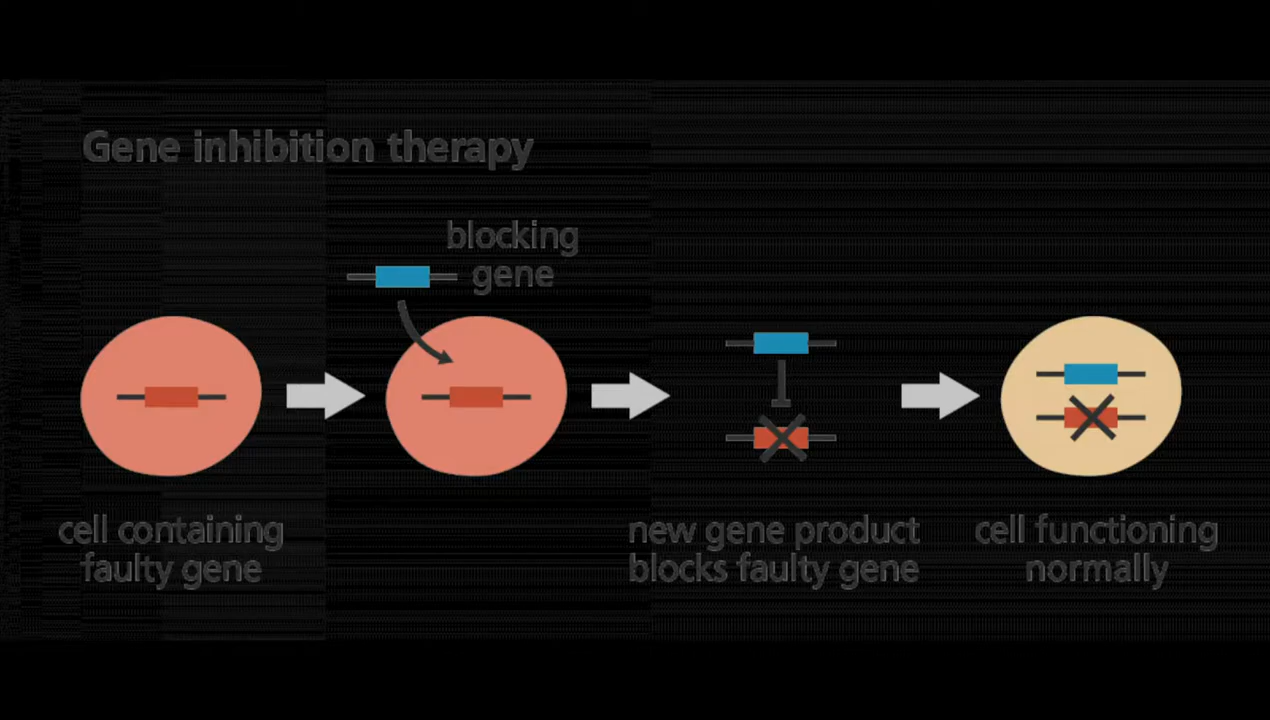 Gene inhibition therapy
blocking
gene
cell containing
faulty gene
new gene product
blocks faulty gene
cell functioning
normally